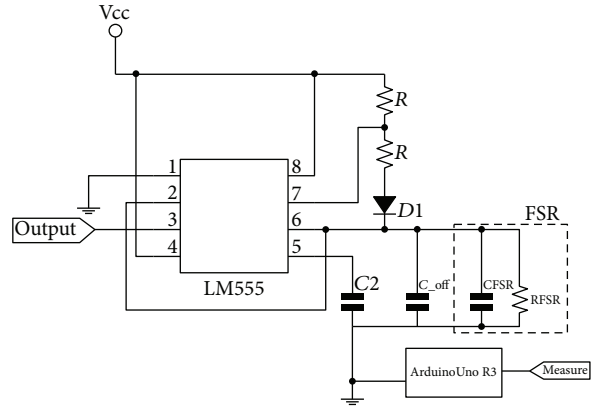 Vcc
R
R
1
2
3
4
8
7
6
5
Output
LM555
D1
C2
C_off
FSR
CFSR
RFSR
ArduinoUno R3
Measure